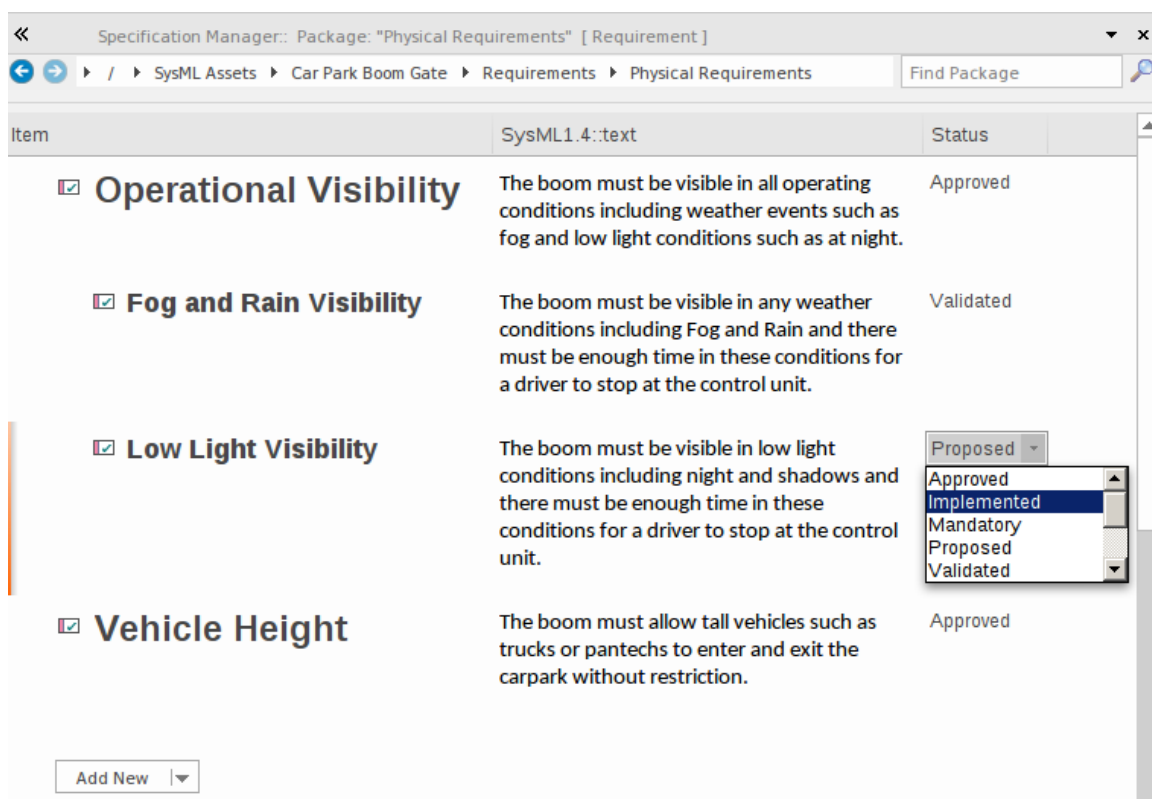 Specification Manager:: Package: "Physical Requirements" [ Requirement ]
/ SysML Assets Car Park Boom Gate Requirements Physical Requirements Find Package
Item SysML1.4::text Status
Operational Visibility
The boom must be visible in all operating
conditions including weather events such as
fog and low light conditions such as at night.
Approved
Fog and Rain Visibility
The boom must be visible in any weather
conditions including Fog and Rain and there
must be enough time in these conditions for
a driver to stop at the control unit.
Validated
Low Light Visibility
The boom must be visible in low light
conditions including night and shadows and
there must be enough time in these
conditions for a driver to stop at the control
unit.
Proposed
Approved
Implemented
Mandatory
Proposed
Validated
Vehicle Height
The boom must allow tall vehicles such as
trucks or pantechs to enter and exit the
carpark without restriction.
Approved
Add New